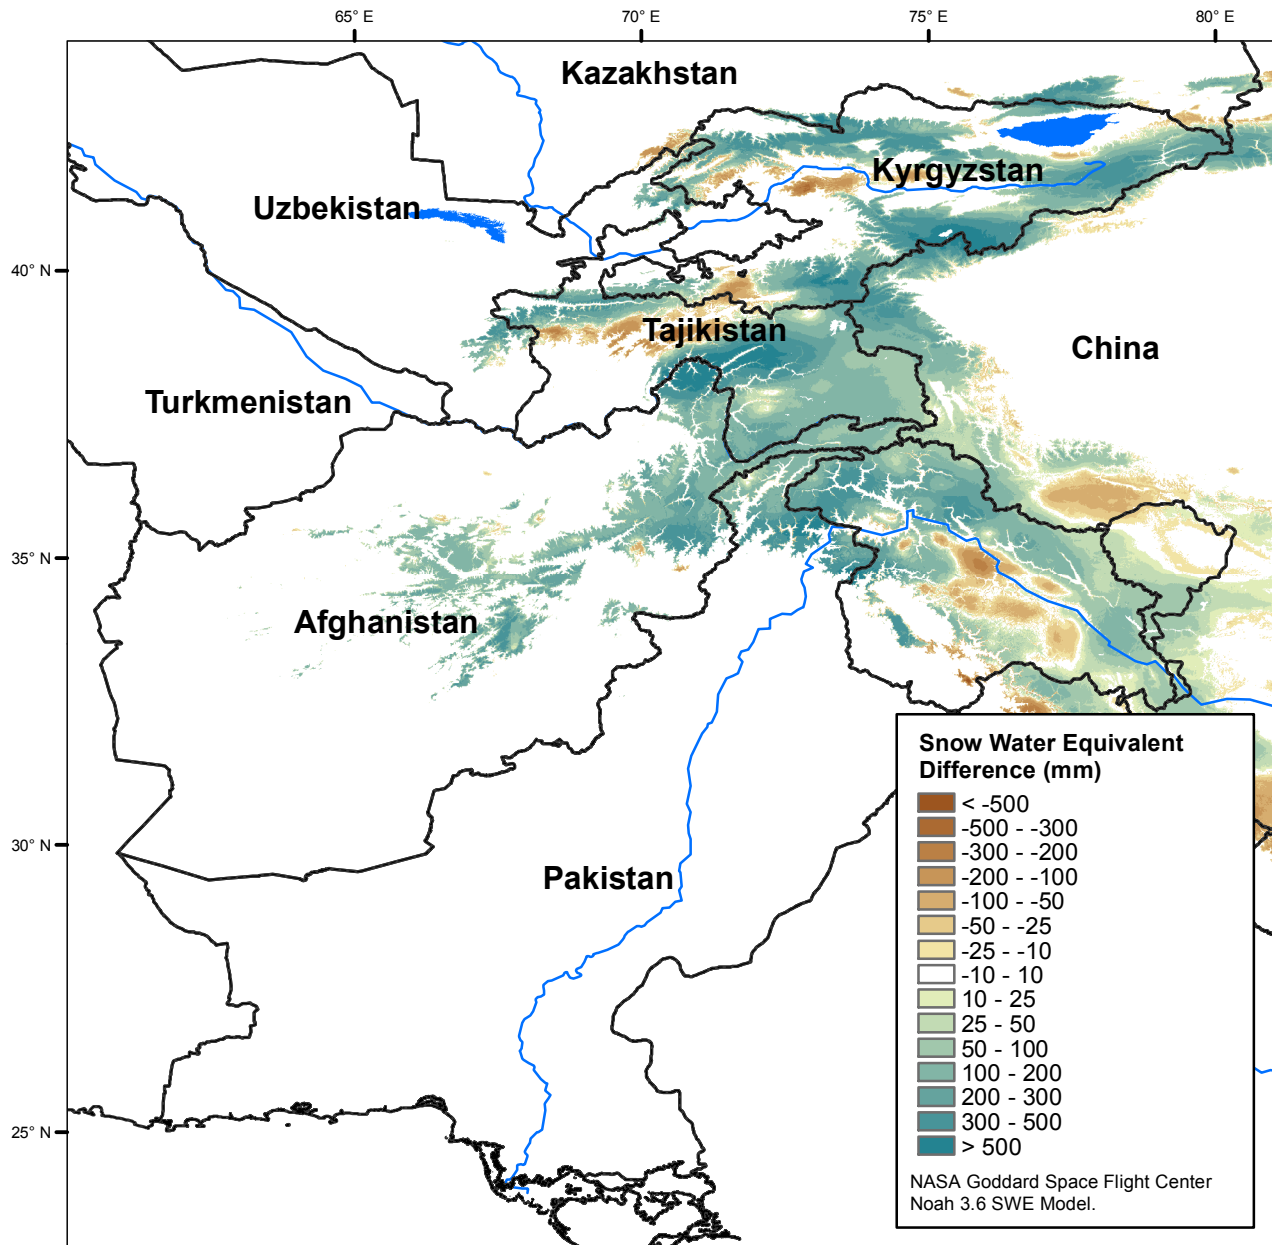 65° E
70° E
75° E
80° E
Kazakhstan
Kyrgyzstan
Uzbekistan
40° N
Tajikistan
China
Turkmenistan
35° N
Afghanistan
Snow Water Equivalent
Difference (mm)
< -500
-500 - -300
-300 - -200
-200 - -100
-100 - -50
-50 - -25
-25 - -10
-10 - 10
10 - 25
25 - 50
50 - 100
100 - 200
200 - 300
300 - 500
> 500
30° N
Pakistan
25° N
NASA Goddard Space Flight Center
Noah 3.6 SWE Model.